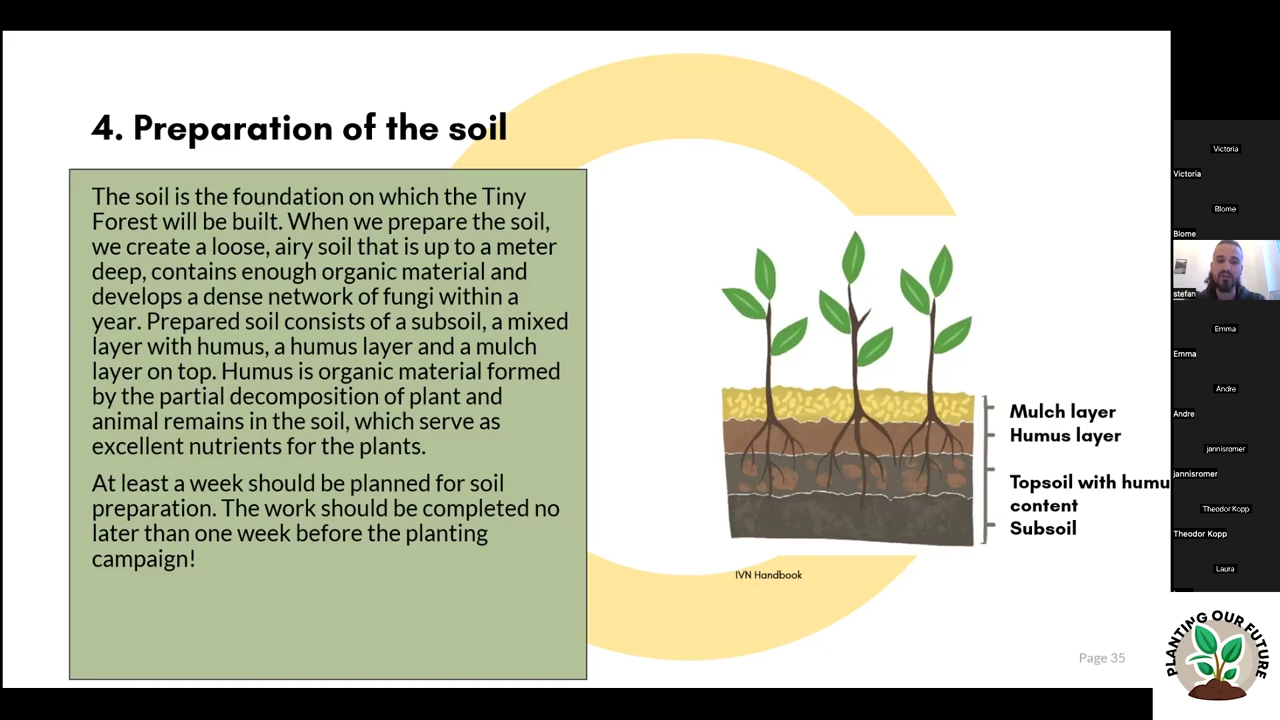 4. Preparation of the soil
The soil is the foundation on which the Tiny
Forest will be built. When we prepare the soil,
we create a loose, airy soil that is up to a meter
deep, contains enough organic material and
develops a dense network of fungi within a
year. Prepared soil consists of a subsoil, a mixed
layer with humus, a humus layer and a mulch
layer on top. Humus is organic material formed
by the partial decomposition of plant and
animal remains in the soil, which serve as
excellent nutrients for the plants.
At least a week should be planned for soil
preparation. The work should be completed no
later than one week before the planting
campaign!
Mulch layer
Humus layer
Topsoil with humu
content
Subsoil
IVN Handbook
Page 35
Victoria
Victoria
Blome
Blome
stefan
Emma
Emma
Andre
Andre
jannisromer
jannisromer
Theodor Kopp
Theodor Kopp
Laura
PLANTING OUR FUTURE